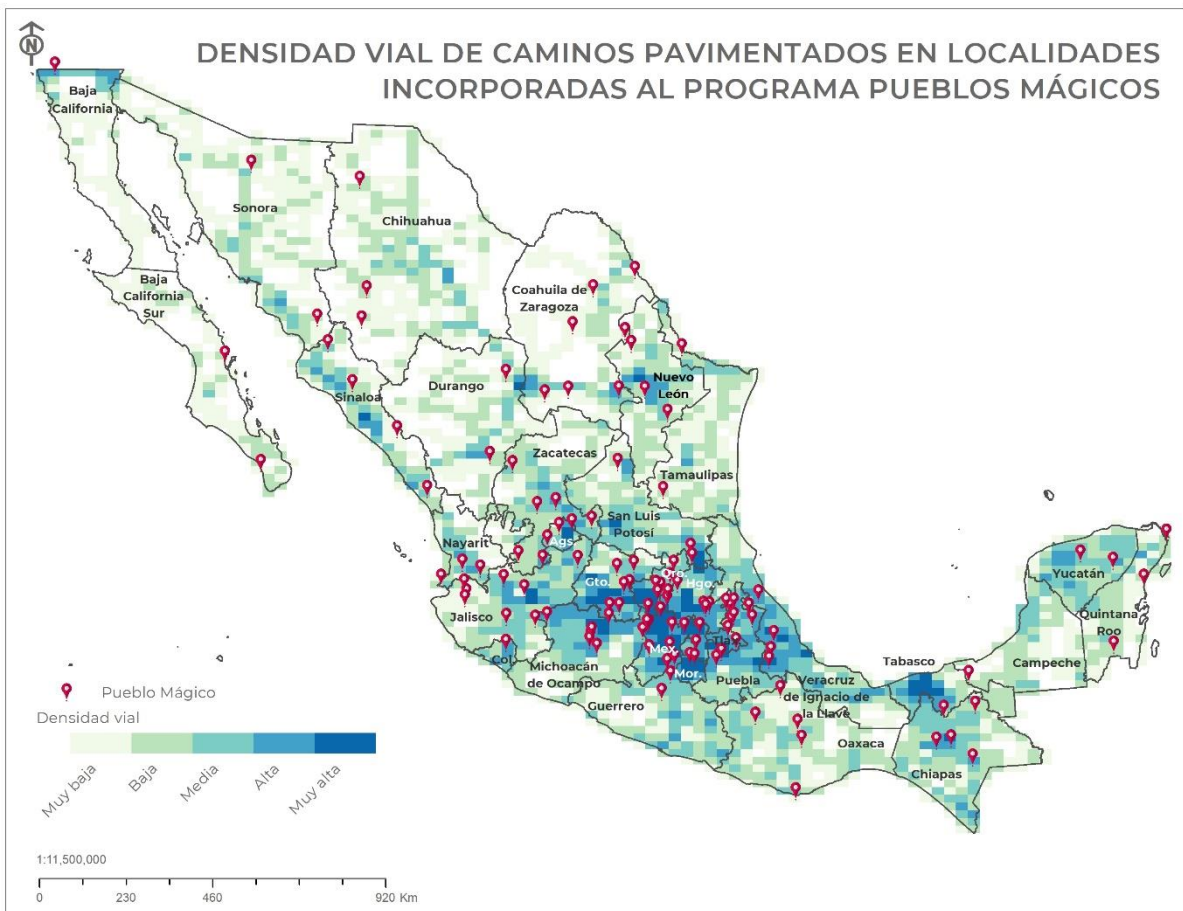 N
DENSIDAD VIAL DE CAMINOS PAVIMENTADOS EN LOCALIDADES
INCORPORADAS AL PROGRAMA PUEBLOS MÁGICOS
Baja
California
Sonora
Chihuahua
Baja
California
Sur
Coahuila de
Zaragoza
Sinaloa
Durango
Nuevo
León
Zacatecas
Tamaulipas
San Luis
Potosí
Nayarit
Ags.
Gto.
Qro.
Hgo.
Yucatán
Quintana
Roo
Jalisco
Col.
Michoacán
de Ocampo
Mex.
Tla
Mor.
Puebla
Veracruz
de Ignacio de
la Llave
Tabasco
Campeche
Guerrero
Oaxaca
Chiapas
Pueblo Mágico
Densidad vial
Muy baja
Baja
Media
Alta
Muy alta
1:11,500,000
0 230 460 920 Km